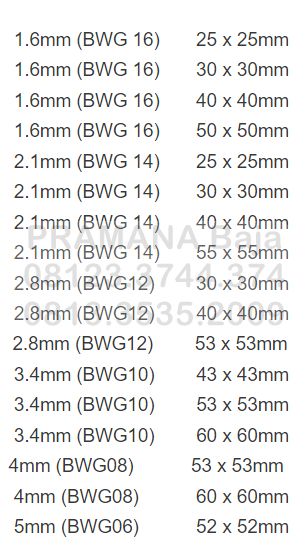 1.6mm (BWG 16) 25 x 25mm
1.6mm (BWG 16) 30 x 30mm
1.6mm (BWG 16) 40 x 40mm
1.6mm (BWG 16) 50 x 50mm
2.1mm (BWG 14) 25 x 25mm
2.1mm (BWG 14) 30 x 30mm
2.1mm (BWG 14) 40 x 40mm
PRAMANA Baja
2.1mm (BWG 14) 55 x 55mm
08123.3744.374
2.8mm (BWG12) 30 x 30mm
2.8mm (BWG12) 40 x 40mm
2.8mm (BWG12) 53 x 53mm
3.4mm (BWG10) 43 x 43mm
3.4mm (BWG10) 53 x 53mm
3.4mm (BWG10) 60 x 60mm
4mm (BWG08) 53 x 53mm
4mm (BWG08) 60 x 60mm
5mm (BWG06) 52 x 52mm